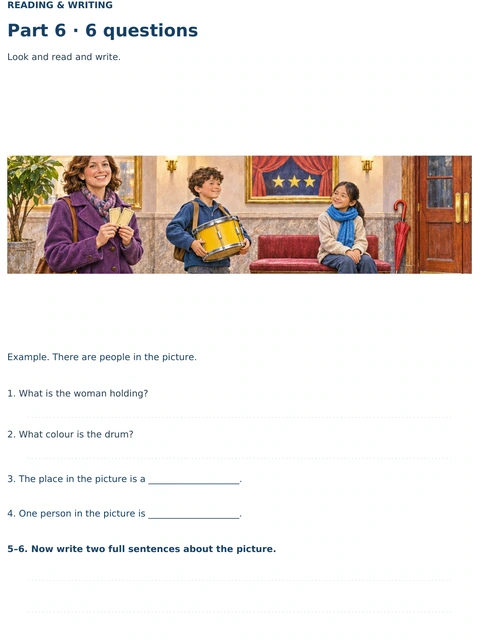 READING & WRITING
Part 6 · 6 questions
Look and read and write.
Example. There are people in the picture.
1. What is the woman holding?
2. What colour is the drum?
3. The place in the picture is a ____________________.
4. One person in the picture is ____________________.
5–6. Now write two full sentences about the picture.